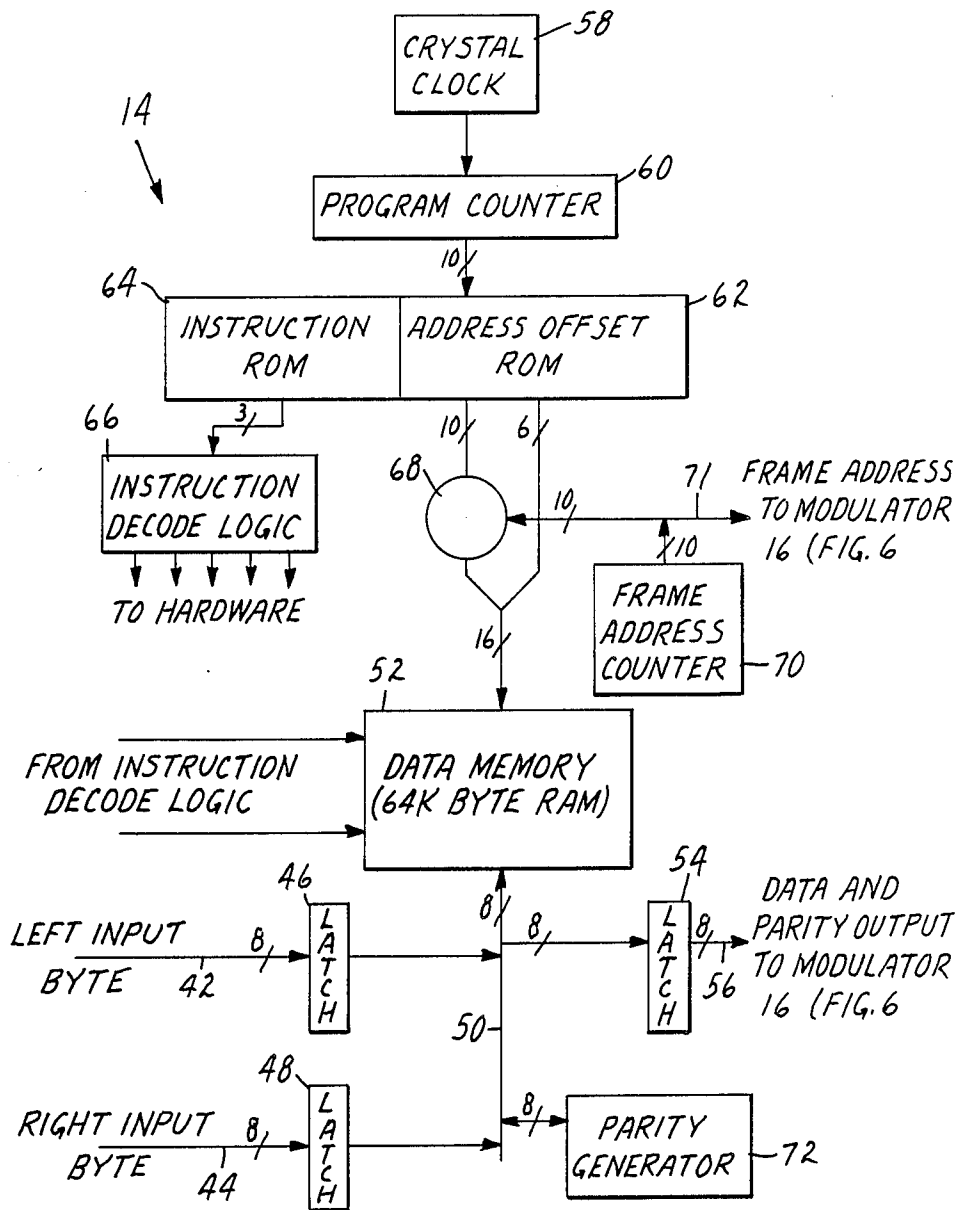 58
CRYSTAL
CLOCK
14
60
PROGRAM COUNTER
10
64
62
INSTRUCTION
ROM
ADDRESS OFFSET
ROM
3
10
6
66
INSTRUCTION
DECODE LOGIC
68
71
FRAME ADDRESS
TO MODULATOR
16 (FIG. 6
10
10
TO HARDWARE
FRAME
ADDRESS
COUNTER
70
16
52
FROM INSTRUCTION
DECODE LOGIC
DATA MEMORY
(64K BYTE RAM)
46
54
8
LEFT INPUT
BYTE
42
8
LATCH
8
LATCH
8
56
DATA AND
PARITY OUTPUT
TO MODULATOR
16 (FIG. 6
50
48
RIGHT INPUT
BYTE
44
8
LATCH
8
PARITY
GENERATOR
72